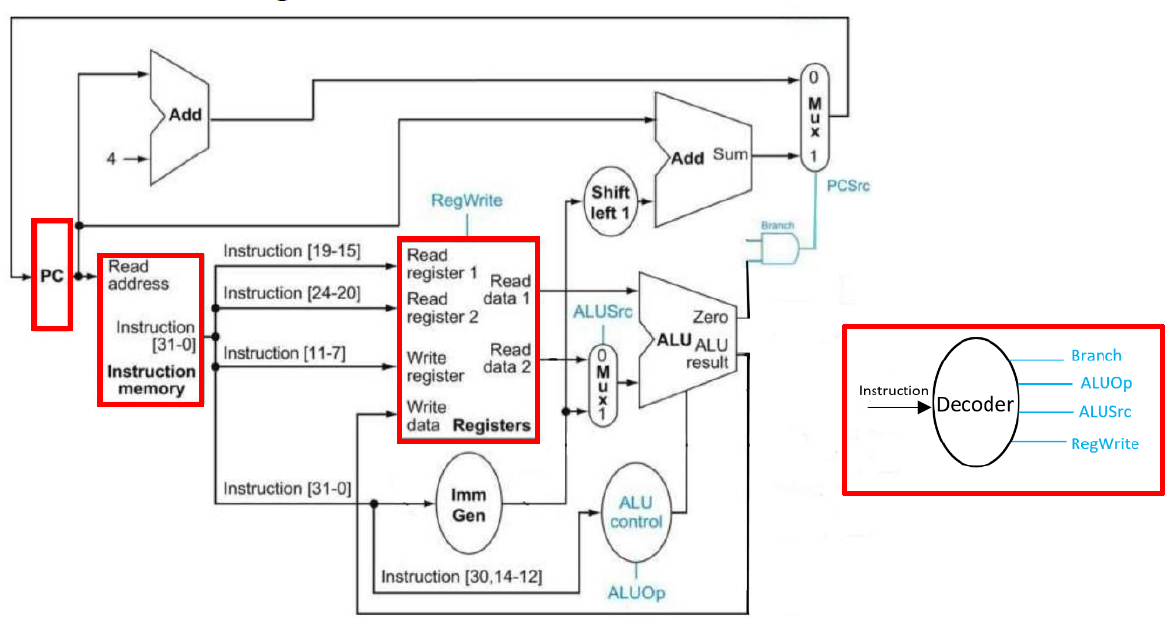 Add
4
0
Mux
1
Add Sum
Shift
left 1
PCSrc
RegWrite
Branch
PC
Read
address
Instruction
[31-0]
Instruction
memory
Instruction [19-15]
Instruction [24-20]
Instruction [11-7]
Read
register 1
Read
data 1
Read
register 2
Write
register
Read
data 2
Write
data
Registers
ALUSrc
0
Mux
1
Zero
ALU
ALU
result
Instruction [31-0]
Imm
Gen
ALU
control
Instruction [30,14-12]
ALUOp
Instruction
Decoder
Branch
ALUOp
ALUSrc
RegWrite